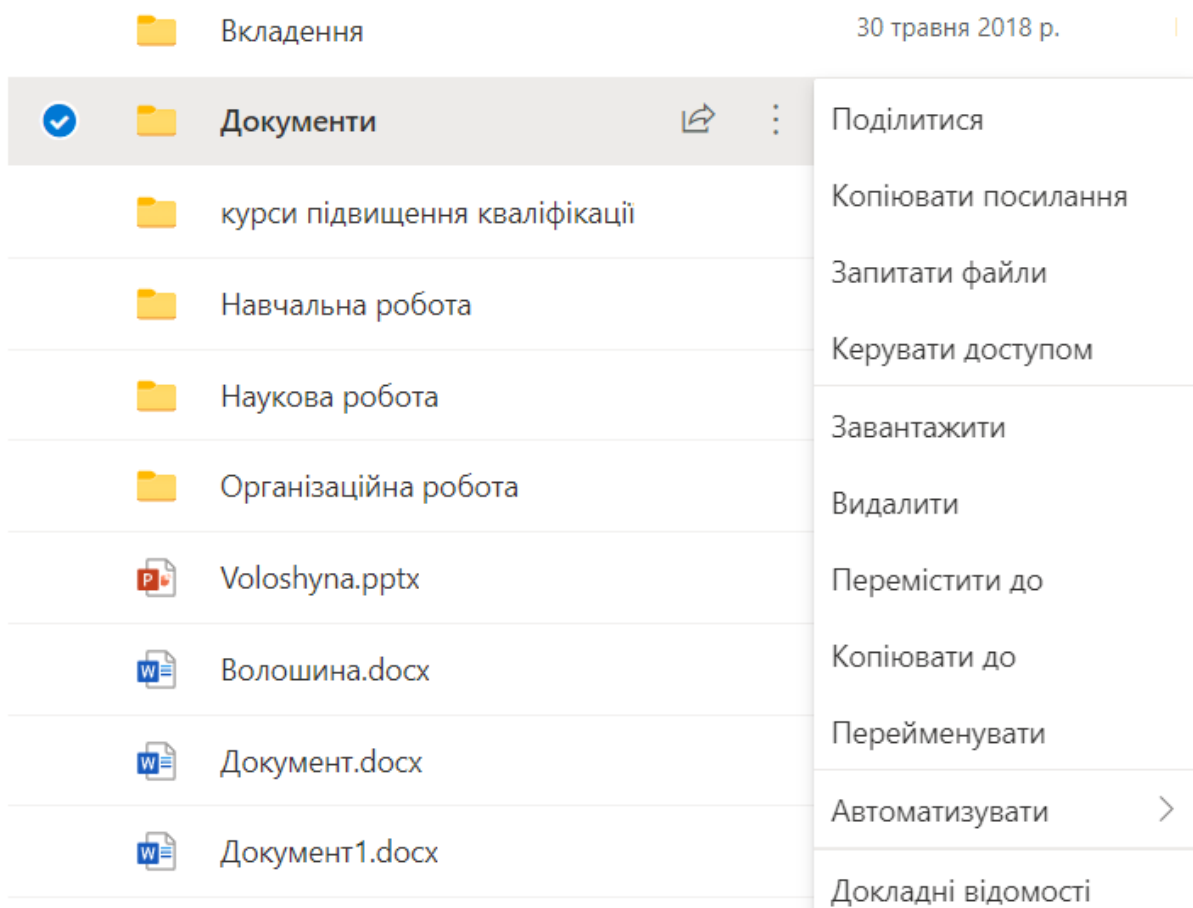 Вкладення
30 травня 2018 р.
Документи
курси підвищення кваліфікації
Навчальна робота
Наукова робота
Організаційна робота
Voloshyna.pptx
Волошина.docx
Документ.docx
Документ1.docx
Поділитися
Копіювати посилання
Запитати файли
Керувати доступом
Завантажити
Видалити
Перемістити до
Копіювати до
Перейменувати
Автоматизувати
Докладні відомості